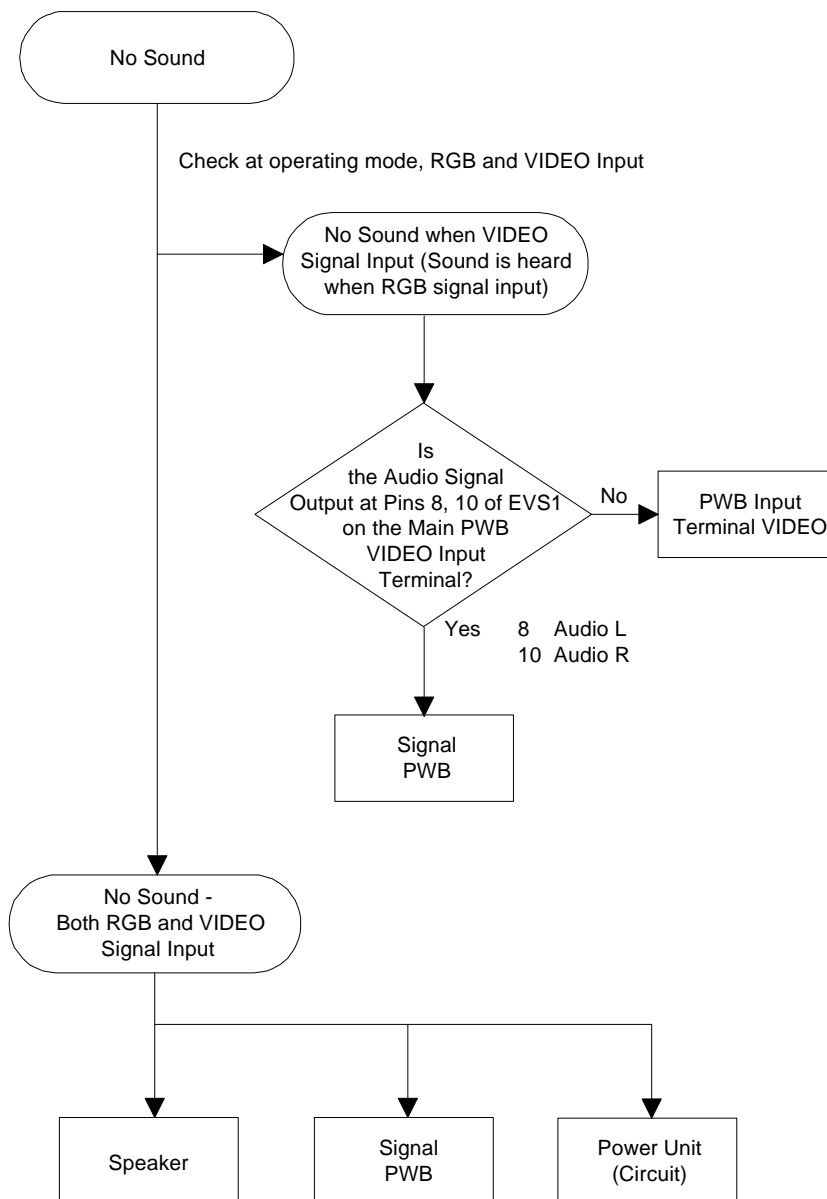 No Sound
Check at operating mode, RGB and VIDEO Input
No Sound when VIDEO
Signal Input (Sound is heard
when RGB signal input)
Is
the Audio Signal
Output at Pins 8, 10 of EVS1
on the Main PWB
VIDEO Input
Terminal?
No
PWB Input
Terminal VIDEO
Yes 8 Audio L
10 Audio R
Signal
PWB
No Sound -
Both RGB and VIDEO
Signal Input
Speaker
Signal
PWB
Power Unit
(Circuit)